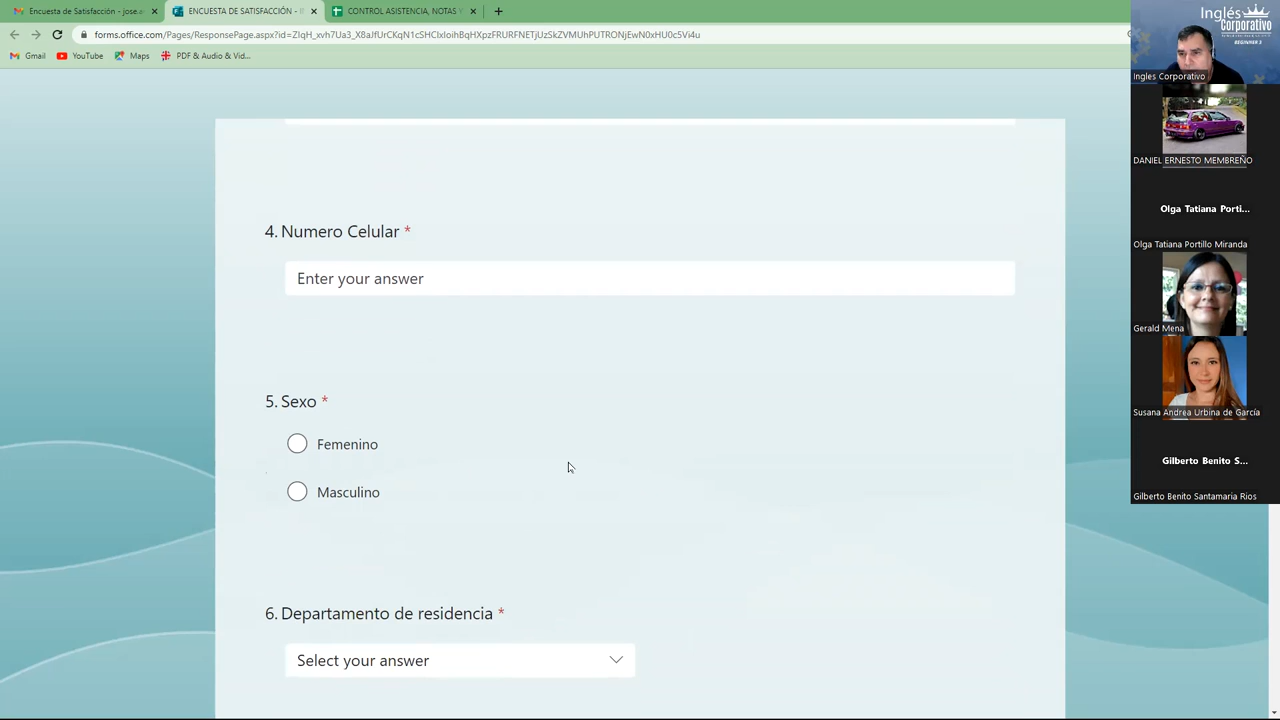 Encuesta de Satisfacción - jose.a
ENCUESTA DE SATISFACCIÓN - I
CONTROL ASISTENCIA, NOTAS Y
forms.office.com/Pages/ResponsePage.aspx?id=
Gmail
YouTube
Maps
PDF & Audio & Vid...
4. Numero Celular *
Enter your answer
5. Sexo *
Femenino
Masculino
6. Departamento de residencia *
Select your answer
Inglés
Corporativo
BEGINNER 2
Ingles Corporativo
DANIEL ERNESTO MEMBREÑO
Olga Tatiana Porti...
Olga Tatiana Portillo Miranda
Gerald Mena
Susana Andrea Urbina de García
Gilberto Benito S...
Gilberto Benito Santamaria Rios